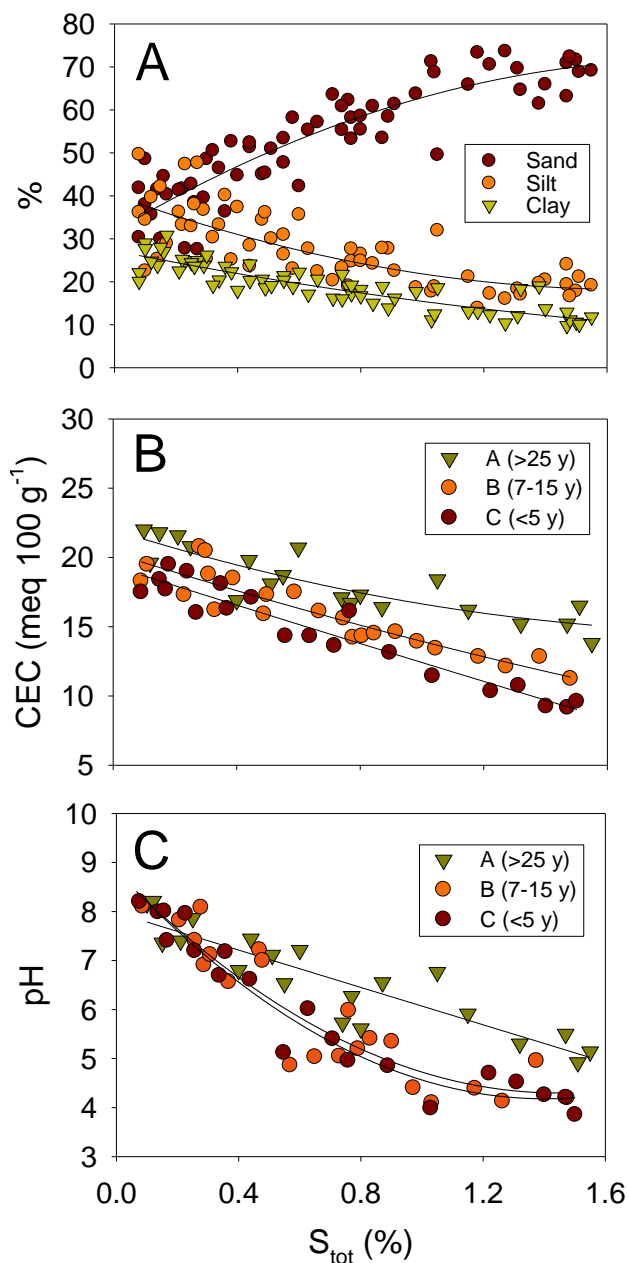 A
80
70
60
50
40
30
20
10
0
%
Sand
Silt
Clay
B
30
25
20
15
10
5
CEC (meq 100 g⁻¹)
A (>25 y)
B (7-15 y)
C (<5 y)
C
10
9
8
7
6
5
4
3
pH
A (>25 y)
B (7-15 y)
C (<5 y)
0.0 0.4 0.8 1.2 1.6
Stot (%)